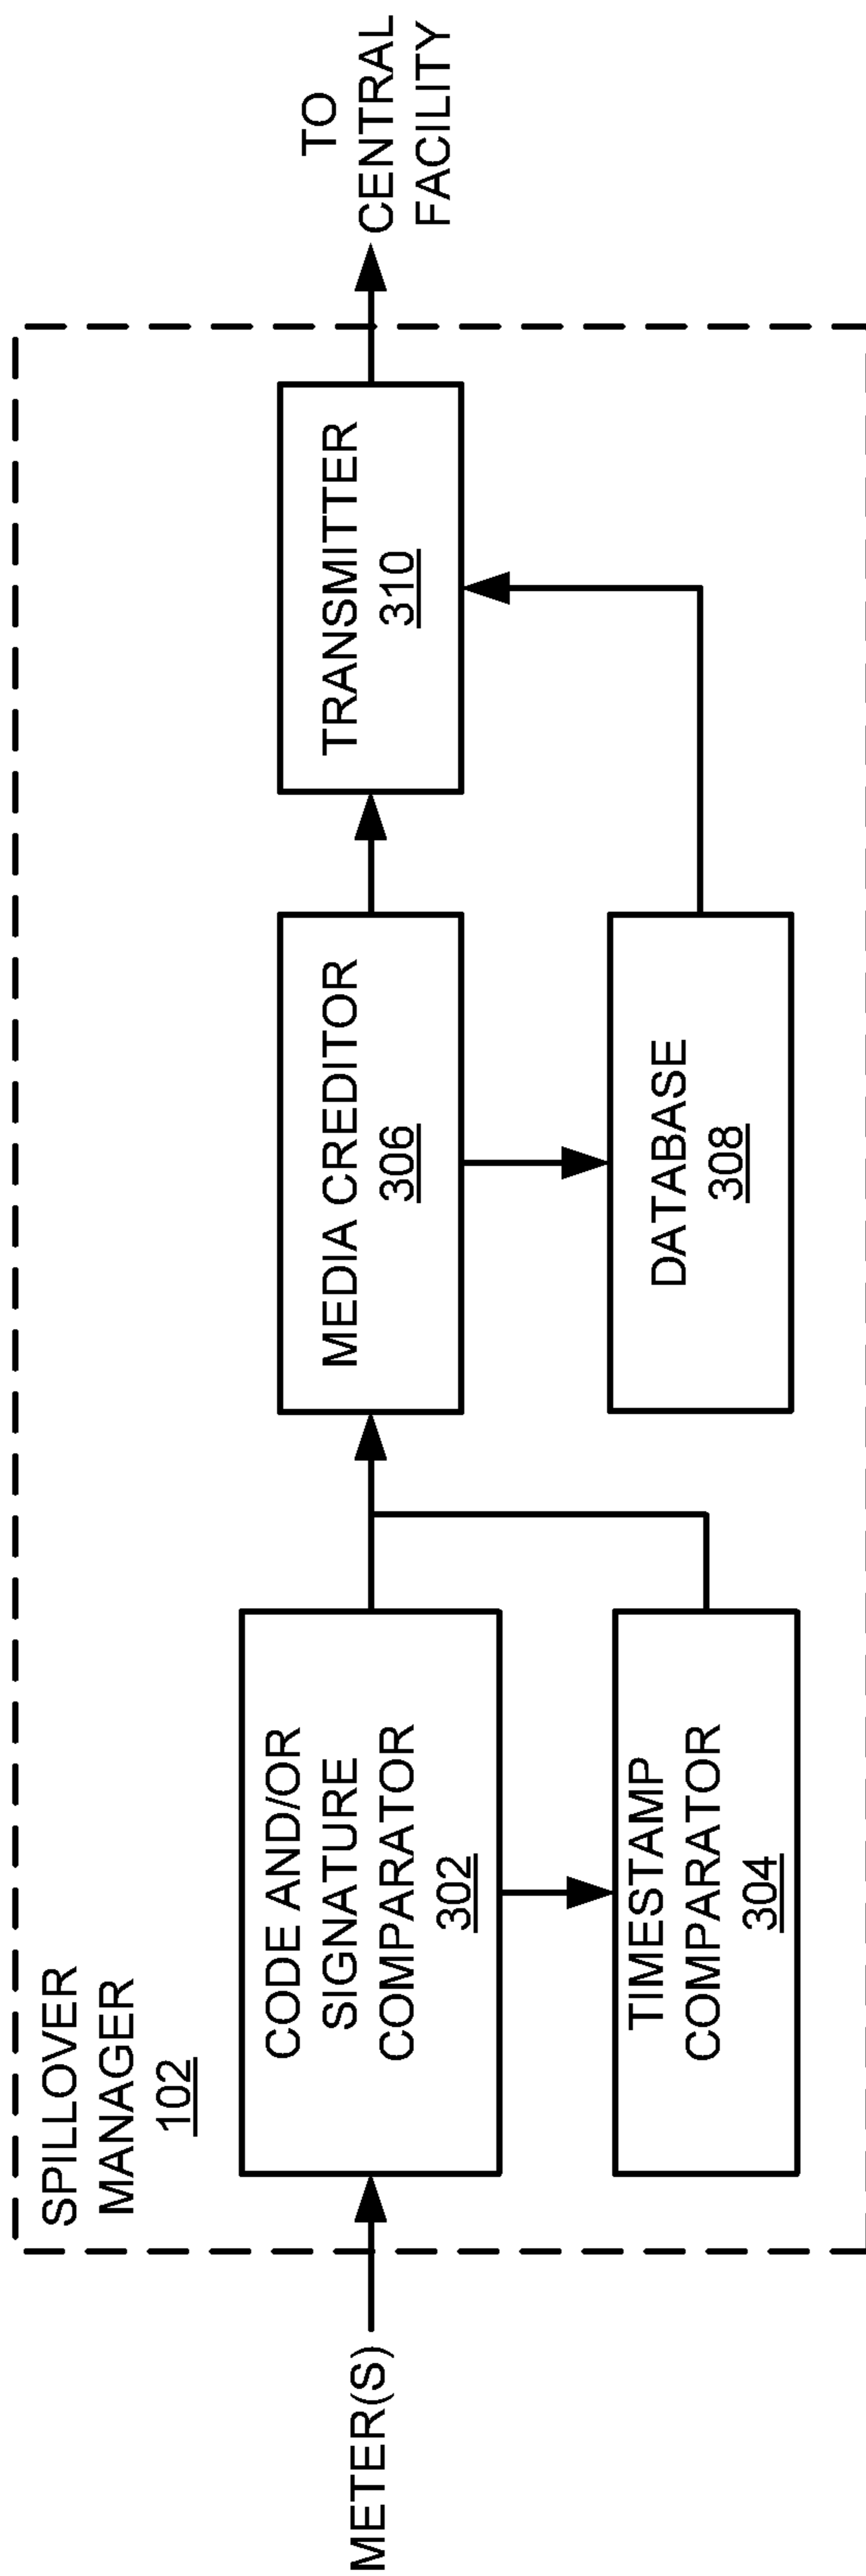 SPILLOVER
MANAGER
102
METER(S)
CODE AND/OR
SIGNATURE
COMPARATOR
302
TIMESTAMP
COMPARATOR
304
MEDIA CREDITOR
306
DATABASE
308
TRANSMITTER
310
TO
CENTRAL
FACILITY